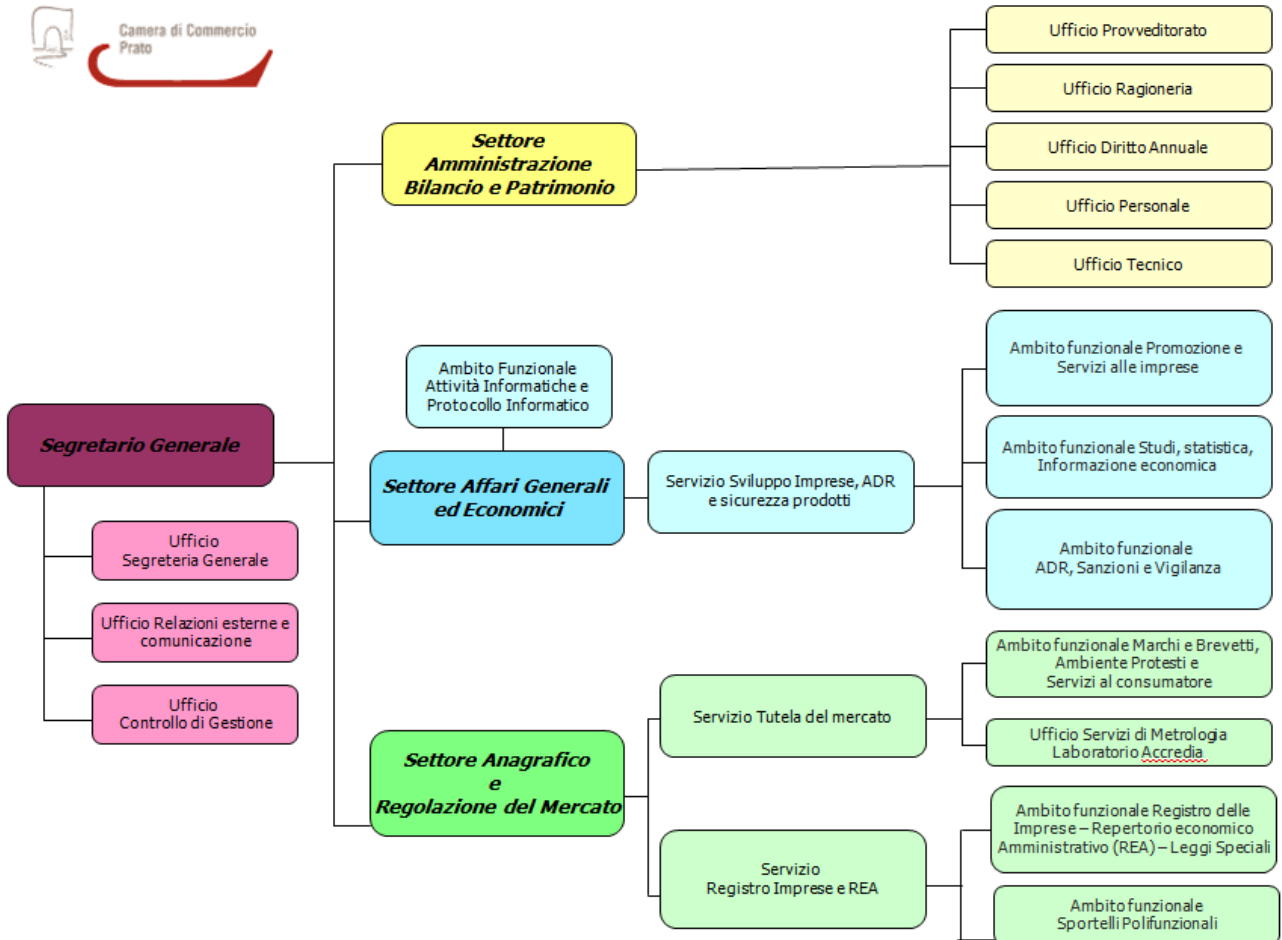 Camera di Commercio
Prato
Segretario Generale
Ufficio
Segreteria Generale
Ufficio Relazioni esterne e
comunicazione
Ufficio
Controllo di Gestione
Settore
Amministrazione
Bilancio e Patrimonio
Ufficio Provveditorato
Ufficio Ragioneria
Ufficio Diritto Annuale
Ufficio Personale
Ufficio Tecnico
Ambito Funzionale
Attività Informatiche e
Protocollo Informatico
Settore Affari Generali
ed Economici
Servizio Sviluppo Imprese, ADR
e sicurezza prodotti
Ambito funzionale Promozione e
Servizi alle imprese
Ambito funzionale Studi, statistica,
Informazione economica
Ambito funzionale
ADR, Sanzioni e Vigilanza
Settore Anagrafico
e
Regolazione del Mercato
Servizio Tutela del mercato
Ambito funzionale Marchi e Brevetti,
Ambiente Protesti e
Servizi al consumatore
Ufficio Servizi di Metrologia
Laboratorio Accredia
Servizio
Registro Imprese e REA
Ambito funzionale Registro delle
Imprese – Repertorio economico
Amministrativo (REA) – Leggi Speciali
Ambito funzionale
Sportelli Polifunzionali